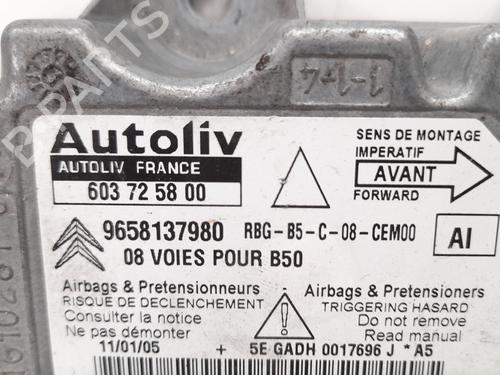 1-1-4
Autoliv
AUTOLIV FRANCE
603 72 58 00
SENS DE MONTAGE
IMPERATIF
AVANT
FORWARD
9658137980 RBG-B5-C-08-CEM00 AI
08 VOIES POUR B50
Airbags & Pretensionneurs
RISQUE DE DECLENCHEMENT
Consulter la notice
Ne pas démonter
Airbags & Pretensioners
TRIGGERING HASARD
Do not remove
Read manual
11/01/05 + 5E GADH 0017696 J * A5